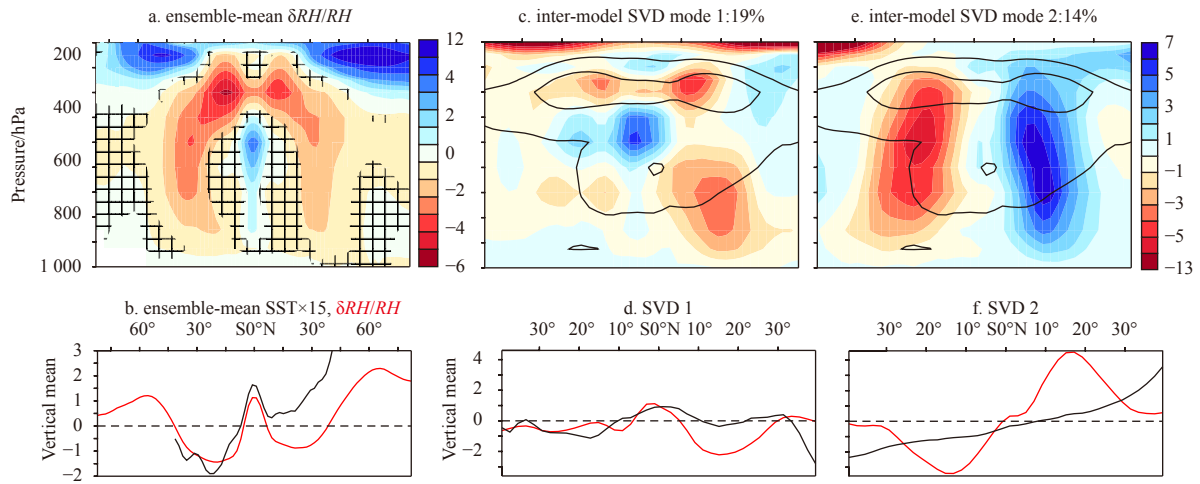 a. ensemble-mean δRH/RH
c. inter-model SVD mode 1:19%
e. inter-model SVD mode 2:14%
Pressure/hPa
200
400
600
800
1 000
12
4
2
0
−2
−4
−6
7
5
3
1
−1
−3
−5
−13
b. ensemble-mean SST×15, δRH/RH
60° 30° S0°N 30° 60°
Vertical mean
3
2
1
0
−1
−2
d. SVD 1
30° 20° 10° S0°N 10° 20° 30°
Vertical mean
4
2
0
−2
f. SVD 2
30° 20° 10° S0°N 10° 20° 30°
4
2
0
−2